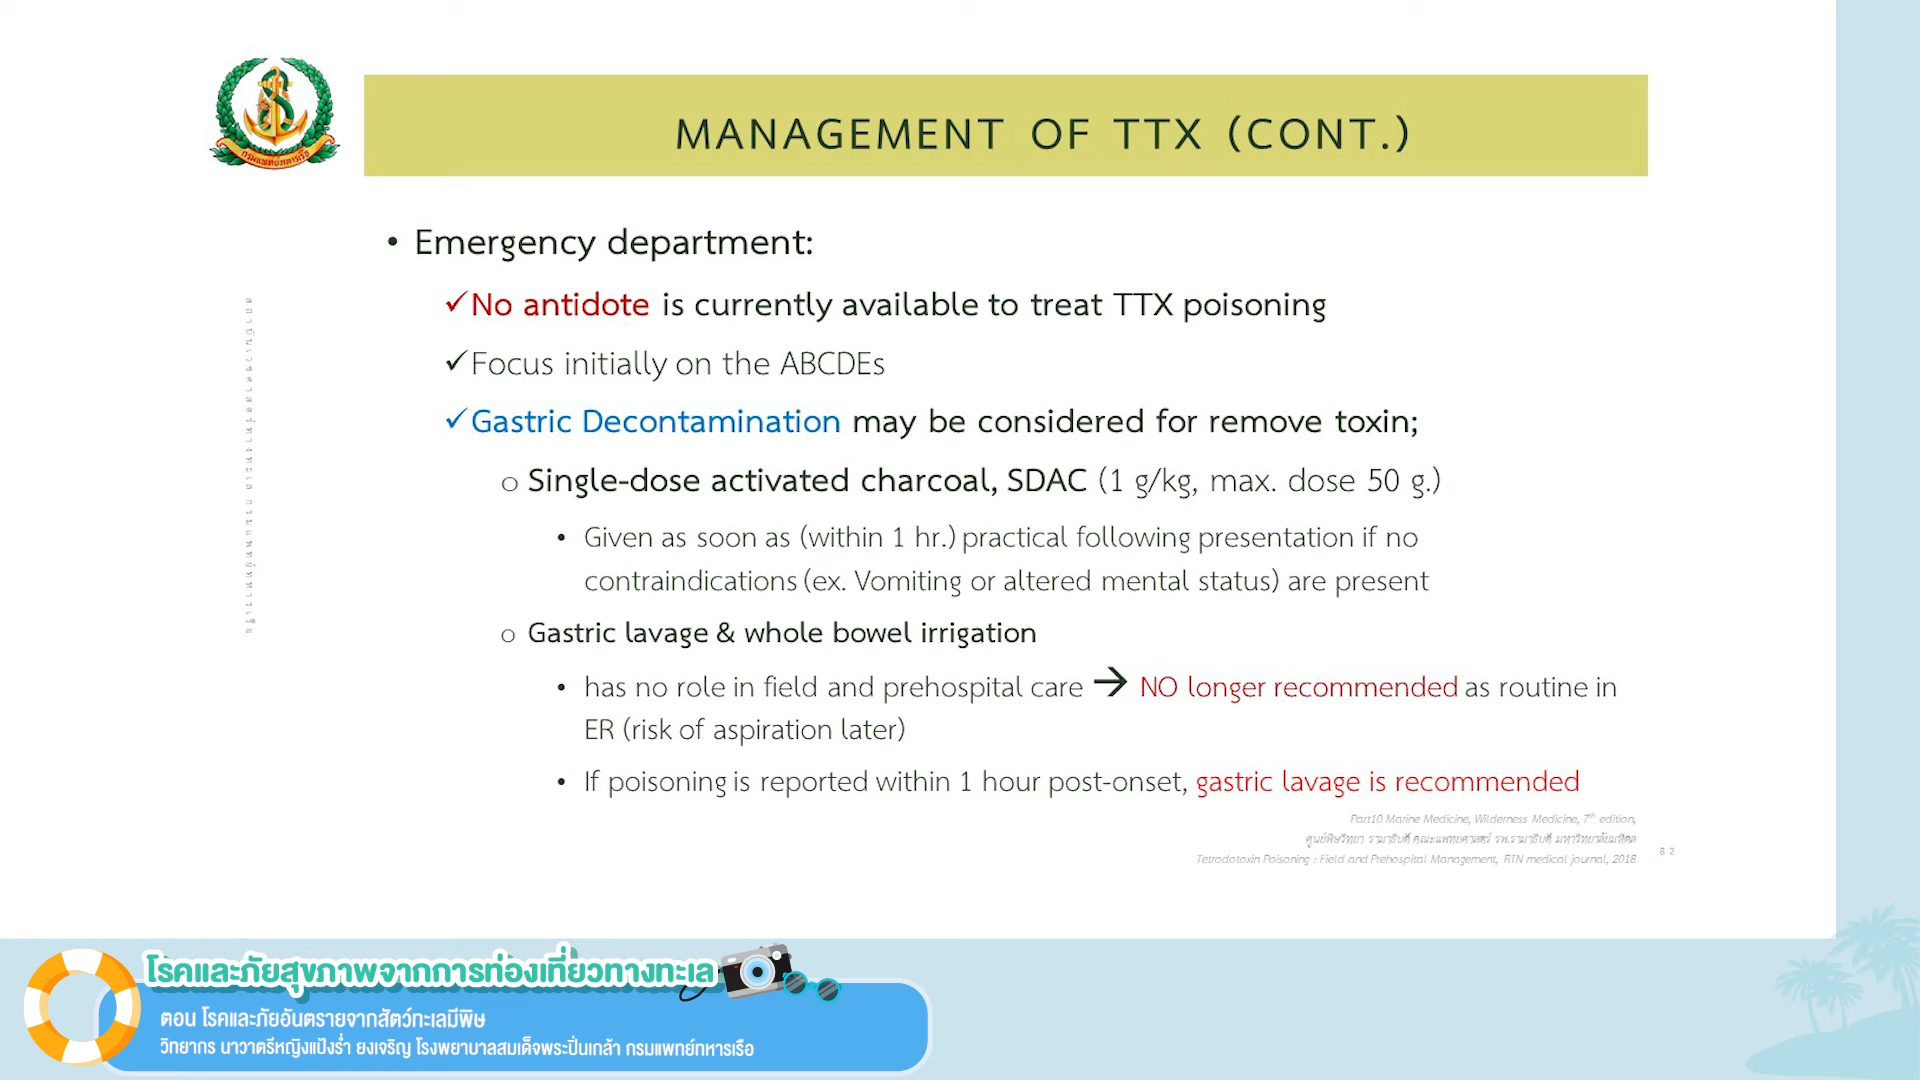 กรมแพทย์ทหารเรือ
MANAGEMENT OF TTX (CONT.)
• Emergency department:
✓No antidote is currently available to treat TTX poisoning
✓Focus initially on the ABCDEs
✓Gastric Decontamination may be considered for remove toxin;
o Single-dose activated charcoal, SDAC (1 g/kg, max. dose 50 g.)
• Given as soon as (within 1 hr.) practical following presentation if no
contraindications (ex. Vomiting or altered mental status) are present
o Gastric lavage & whole bowel irrigation
• has no role in field and prehospital care → NO longer recommended as routine in
ER (risk of aspiration later)
• If poisoning is reported within 1 hour post-onset, gastric lavage is recommended
Part10 Marine Medicine, Wilderness Medicine, 7th edition,
ศูนย์พิษวิทยา รามาธิบดี คณะแพทยศาสตร์ รพ.รามาธิบดี มหาวิทยาลัยมหิดล
Tetrodotoxin Poisoning : Field and Prehospital Management, RTN medical journal, 2018
82
โรคและภัยสุขภาพจากการท่องเที่ยวทางทะเล
ตอน โรคและภัยอันตรายจากสัตว์ทะเลมีพิษ
วิทยากร นาวาตรีหญิงแป้งร่ำ ยงเจริญ โรงพยาบาลสมเด็จพระปิ่นเกล้า กรมแพทย์ทหารเรือ